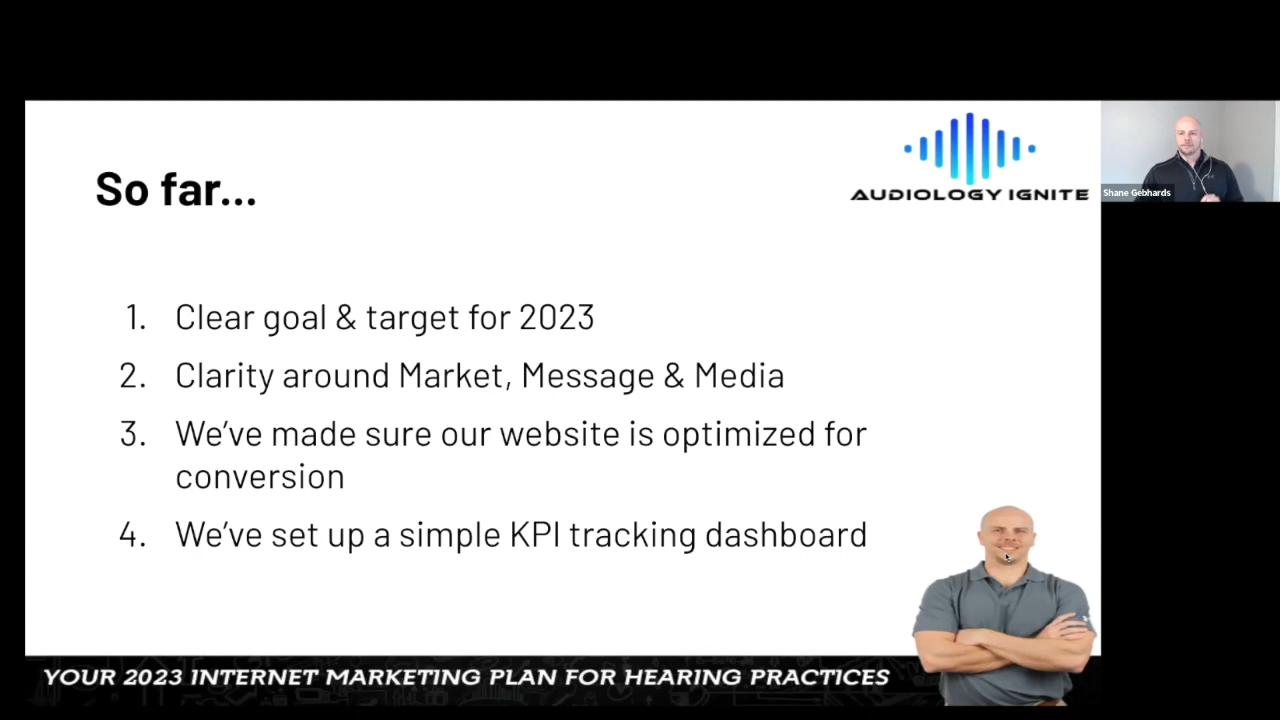 So far...
AUDIOLOGY IGNITE
Shane Gebhards
1. Clear goal & target for 2023
2. Clarity around Market, Message & Media
3. We've made sure our website is optimized for
conversion
4. We've set up a simple KPI tracking dashboard
YOUR 2023 INTERNET MARKETING PLAN FOR HEARING PRACTICES